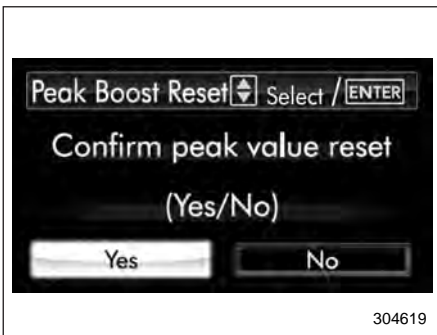 Peak Boost Reset Select / ENTER
Confirm peak value reset
(Yes/No)
Yes No
304619